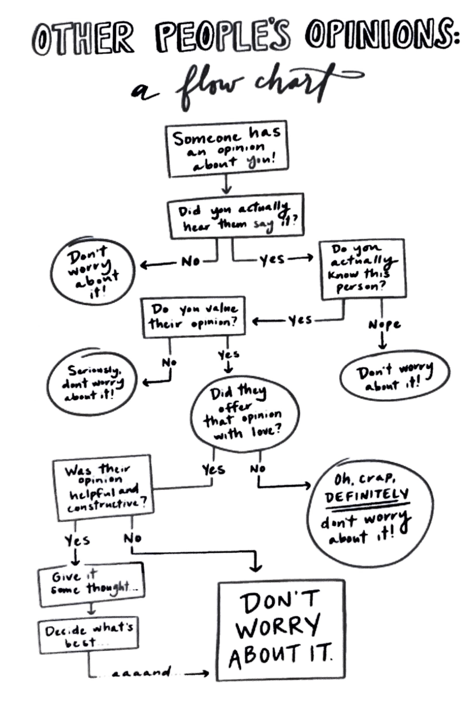 OTHER PEOPLE'S OPINIONS:
a flow chart
Someone has
an opinion
about you!
Did you actually
hear them say it?
Don't
worry
about
it!
No
Yes
Do you
actually
know this
person?
Do you value
their opinion?
Yes
Nope
Seriously,
don't worry
about it!
No
Yes
Don't worry
about it!
Did they
offer
that opinion
with love?
Yes
No
Was their
opinion
helpful and
constructive?
Oh, crap,
DEFINITELY
don't worry
about it!
Yes
No
Give it
some thought..
Decide what's
best...
aaaand
DON'T
WORRY
ABOUT IT.